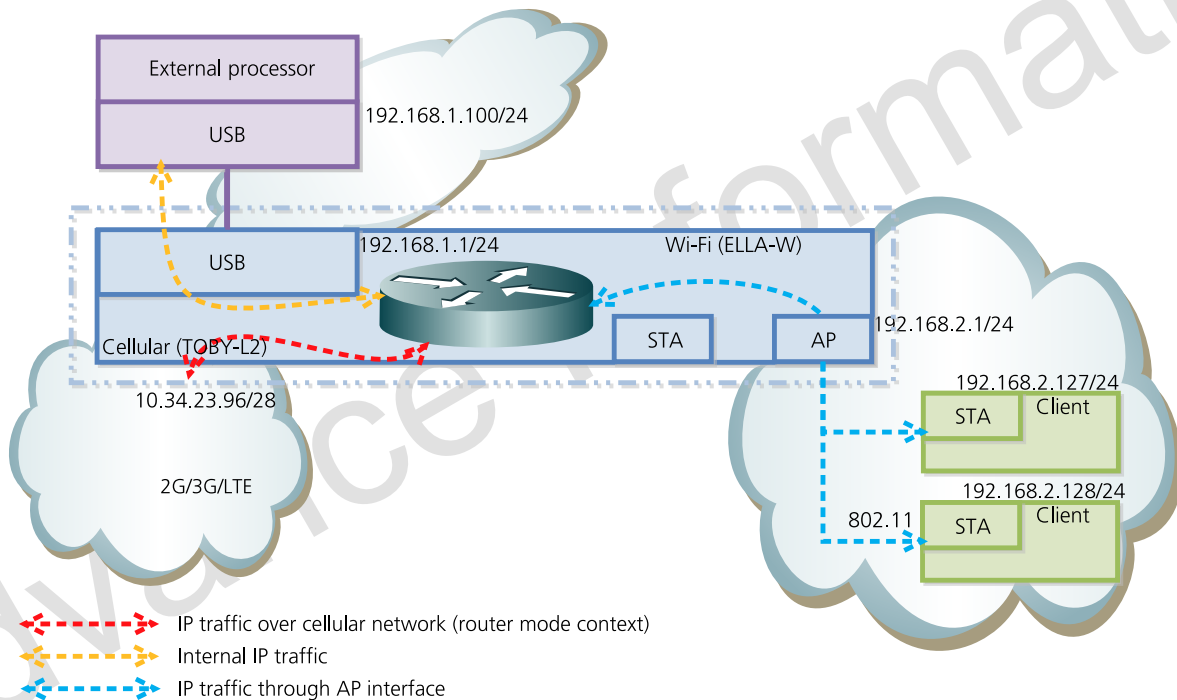 External processor
USB
192.168.1.100/24
USB
192.168.1.1/24
Wi-Fi (ELLA-W)
Cellular (TOBY-L2)
STA
AP
192.168.2.1/24
10.34.23.96/28
2G/3G/LTE
192.168.2.127/24
STA
Client
192.168.2.128/24
802.11
STA
Client
IP traffic over cellular network (router mode context)
Internal IP traffic
IP traffic through AP interface